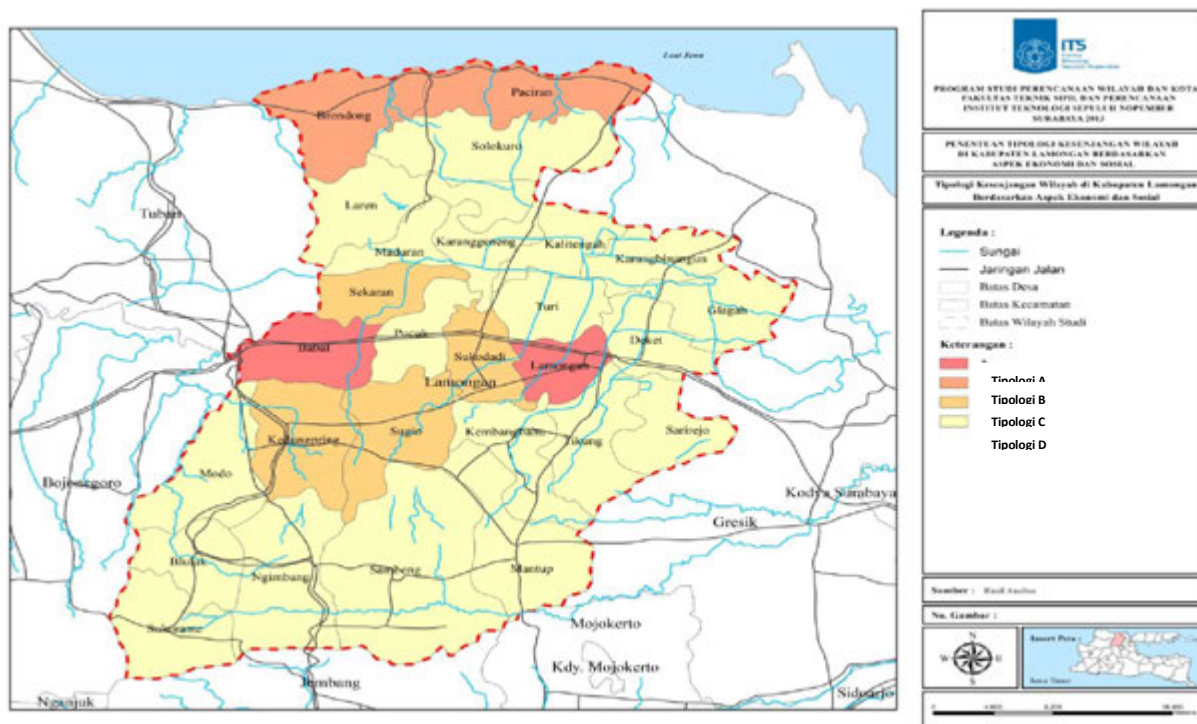 Laut Jawa
Paciran
Brondong
Solokuro
Laren
Tuban
Karanggeneng
Kalitengah
Maduran
Karangbinangun
Sekaran
Turi
Glagah
Pucuk
Deket
Babat
Sukodadi
Lamongan
Lamongan
Kembangbahu
Tikung
Sarirejo
Kedungpring
Sugio
Modo
Bojonegoro
Kodya Surabaya
Gresik
Bluluk
Ngimbang
Sambeng
Mantup
Sukorame
Mojokerto
Kdy. Mojokerto
Jombang
Nganjuk
Sidoarjo
ITS
PROGRAM STUDI PERENCANAAN WILAYAH DAN KOTA
FAKULTAS TEKNIK SIPIL DAN PERENCANAAN
INSTITUT TEKNOLOGI SEPULUH NOPEMBER
SURABAYA 2013
PENENTUAN TIPOLOGI KESENJANGAN WILAYAH
DI KABUPATEN LAMONGAN BERDASARKAN
ASPEK EKONOMI DAN SOSIAL
Tipologi Kesenjangan Wilayah di Kabupaten Lamongan
Berdasarkan Aspek Ekonomi dan Sosial
Legenda :
Sungai
Jaringan Jalan
Batas Desa
Batas Kecamatan
Batas Wilayah Studi
Keterangan :
Tipologi A
Tipologi B
Tipologi C
Tipologi D
Sumber : Hasil Analisa
No. Gambar :
N
W
E
S
Insert Peta :
Jawa Timur
0